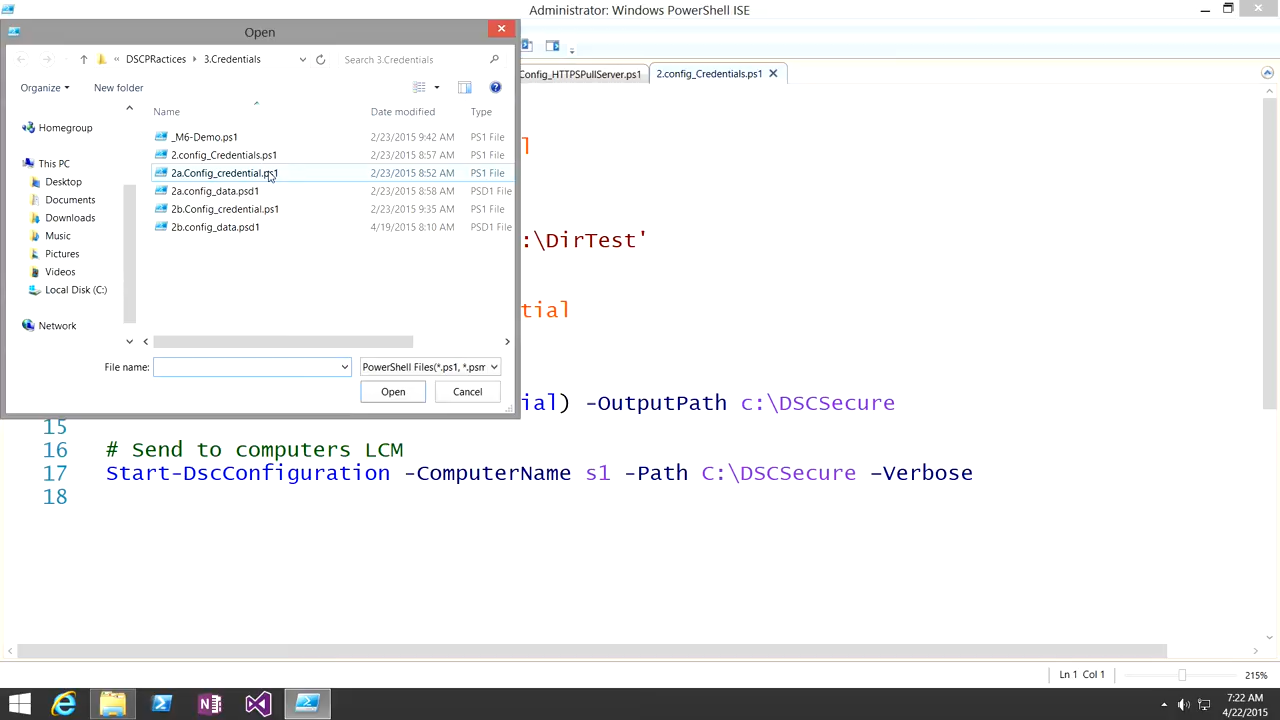 Administrator: Windows PowerShell ISE
Open
DSCPRactices
3.Credentials
Search 3.Credentials
Config_HTTPSPullServer.ps1
2.config_Credentials.ps1
Organize
New folder
Name
Date modified
Type
Homegroup
This PC
Desktop
Documents
Downloads
Music
Pictures
Videos
Local Disk (C:)
Network
_M6-Demo.ps1 2/23/2015 9:42 AM PS1 File
2.config_Credentials.ps1 2/23/2015 8:57 AM PS1 File
2a.Config_credential.ps1 2/23/2015 8:52 AM PS1 File
2a.config_data.psd1 2/23/2015 8:58 AM PSD1 File
2b.Config_credential.ps1 2/23/2015 9:35 AM PS1 File
2b.config_data.psd1 4/19/2015 8:10 AM PSD1 File
File name:
PowerShell Files(*.ps1, *.psm
Open
Cancel
:\DirTest'
tial
ial) -OutputPath c:\DSCSecure
15
16 # Send to computers LCM
17 Start-DscConfiguration -ComputerName s1 -Path C:\DSCSecure –Verbose
18
Ln 1 Col 1
215%
7:22 AM
4/22/2015